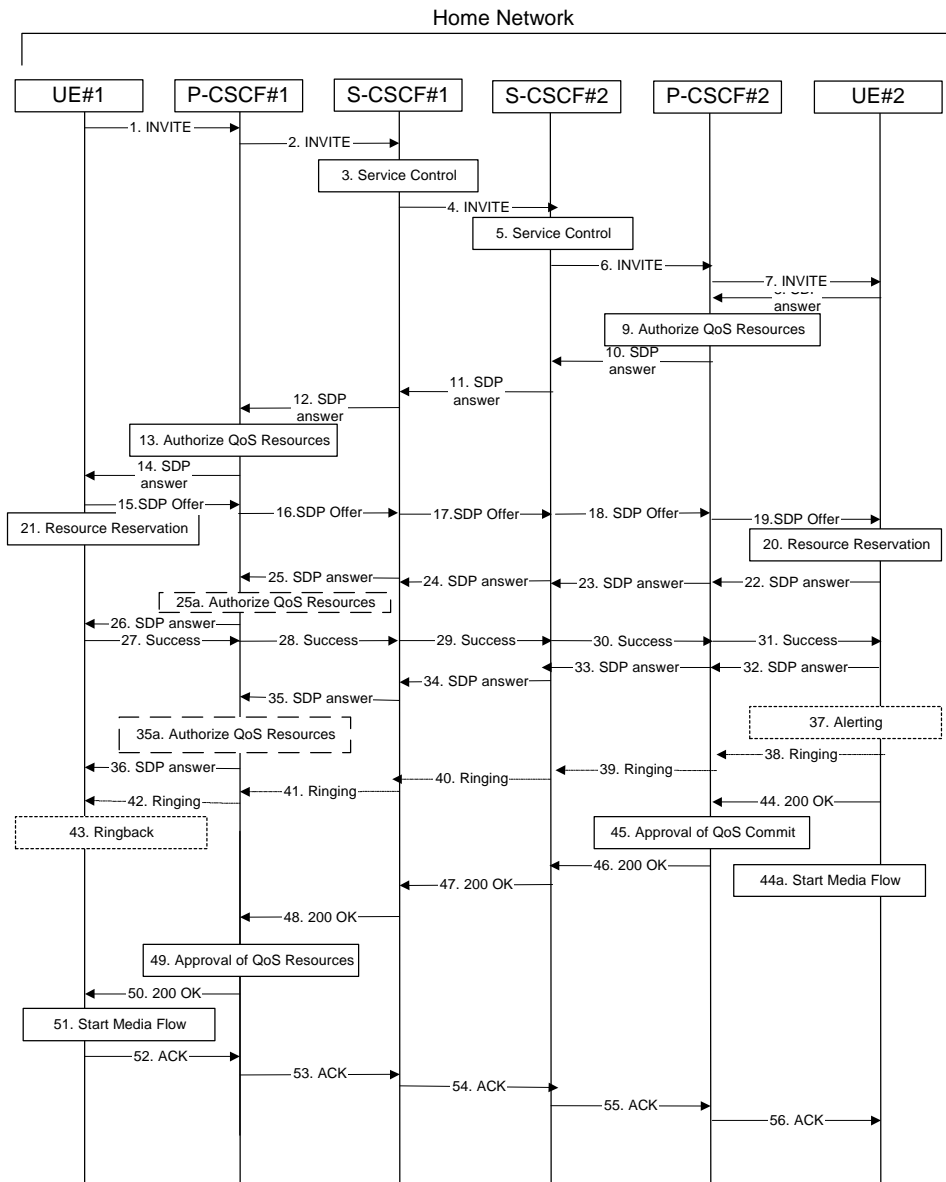 Home Network
UE#1
P-CSCF#1
S-CSCF#1
S-CSCF#2
P-CSCF#2
UE#2
1. INVITE
2. INVITE
3. Service Control
4. INVITE
5. Service Control
6. INVITE
7. INVITE
answer
9. Authorize QoS Resources
10. SDP
answer
11. SDP
answer
12. SDP
answer
13. Authorize QoS Resources
14. SDP
answer
15.SDP Offer
16.SDP Offer
17.SDP Offer
18. SDP Offer
19.SDP Offer
21. Resource Reservation
20. Resource Reservation
25. SDP answer
24. SDP answer
23. SDP answer
22. SDP answer
25a. Authorize QoS Resources
26. SDP answer
27. Success
28. Success
29. Success
30. Success
31. Success
33. SDP answer
32. SDP answer
34. SDP answer
35. SDP answer
37. Alerting
35a. Authorize QoS Resources
38. Ringing
36. SDP answer
39. Ringing
40. Ringing
41. Ringing
42. Ringing
44. 200 OK
43. Ringback
45. Approval of QoS Commit
46. 200 OK
44a. Start Media Flow
47. 200 OK
48. 200 OK
49. Approval of QoS Resources
50. 200 OK
51. Start Media Flow
52. ACK
53. ACK
54. ACK
55. ACK
56. ACK